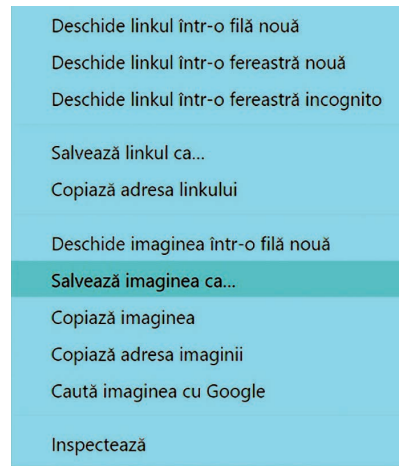 Deschide linkul într-o filă nouă
Deschide linkul într-o fereastră nouă
Deschide linkul într-o fereastră incognito
Salvează linkul ca...
Copiază adresa linkului
Deschide imaginea într-o filă nouă
Salvează imaginea ca...
Copiază imaginea
Copiază adresa imaginii
Caută imaginea cu Google
Inspectează